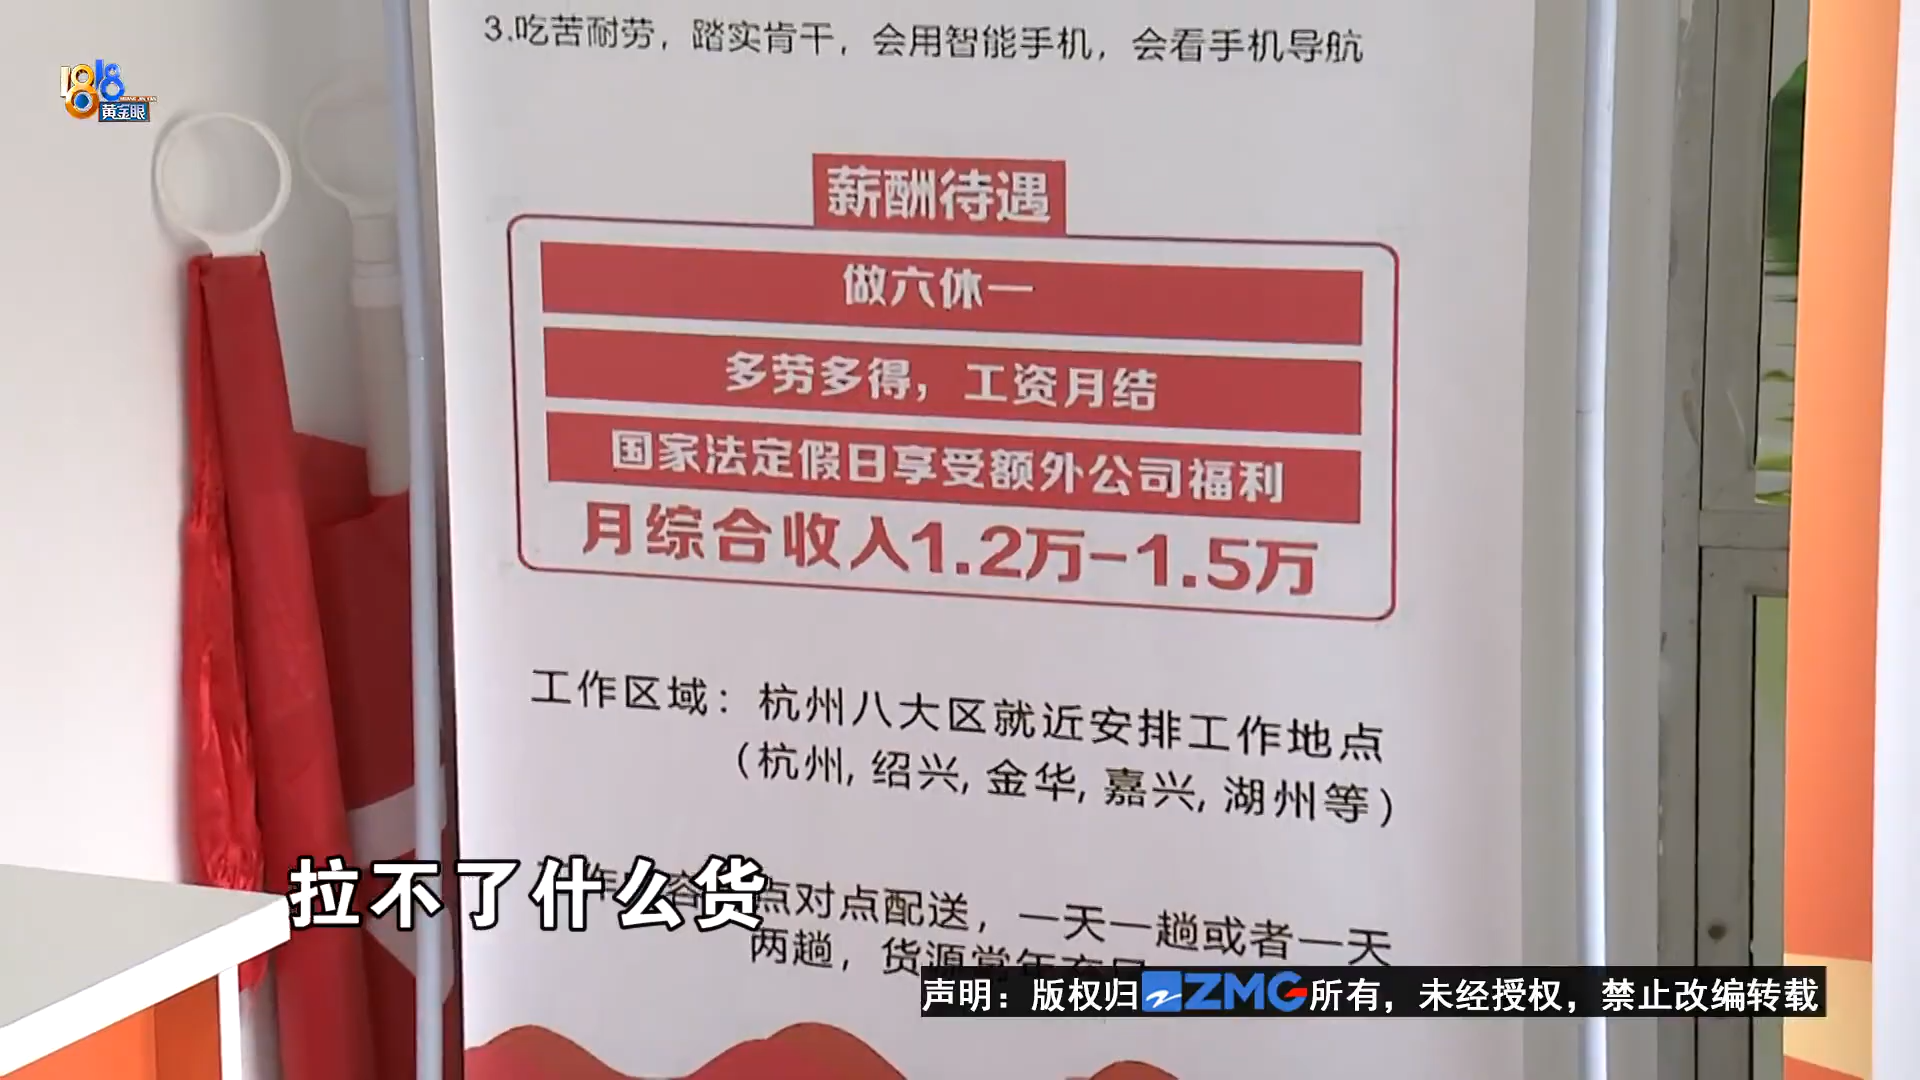 3.吃苦耐劳，踏实肯干，会用智能手机，会看手机导航
1818
黄金眼
薪酬待遇
做六休一
多劳多得，工资月结
国家法定假日享受额外公司福利
月综合收入1.2万-1.5万
工作区域：杭州八大区就近安排工作地点
（杭州, 绍兴, 金华, 嘉兴, 湖州等）
点对点配送，一天一趟或者一天
两趟，货源常年充足
拉不了什么货
声明：版权归ZMG所有，未经授权，禁止改编转载